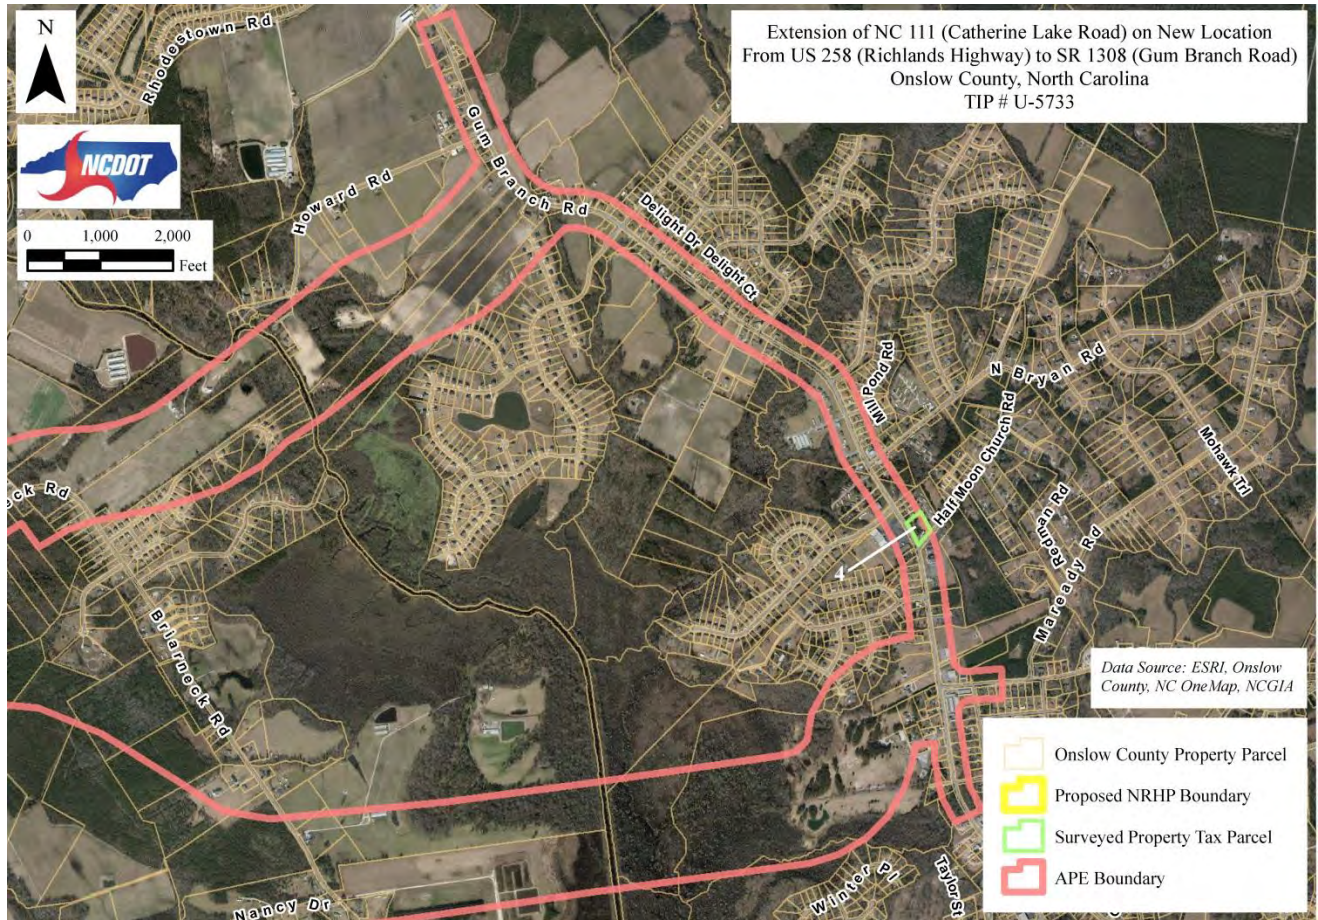 N
NCDOT
0 1,000 2,000
Feet
Extension of NC 111 (Catherine Lake Road) on New Location
From US 258 (Richlands Highway) to SR 1308 (Gum Branch Road)
Onslow County, North Carolina
TIP # U-5733
Rhodestown Rd
Gum Branch Rd
Howard Rd
Delight Dr
Delight Ct
Mill Pond Rd
N Bryan Rd
Half Moon Church Rd
Mohawk Trl
Redman Rd
Maready Rd
4
eck Rd
Briarneck Rd
Nancy Dr
Winter Pl
Taylor St
Data Source: ESRI, Onslow
County, NC OneMap, NCGIA
Onslow County Property Parcel
Proposed NRHP Boundary
Surveyed Property Tax Parcel
APE Boundary